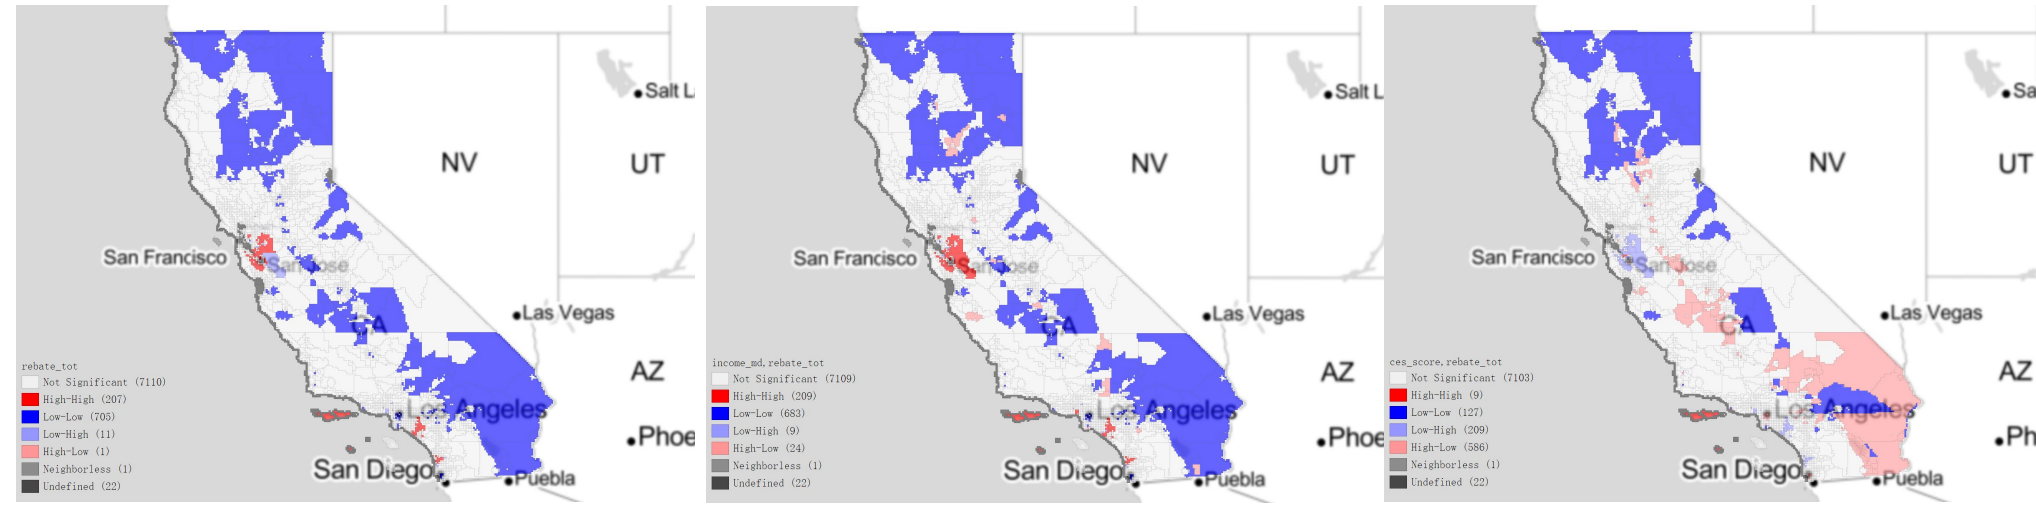 Salt L
NV
UT
San Francisco
San Jose
Las Vegas
CA
rebate_tot
Not Significant (7110)
High-High (207)
Low-Low (705)
Low-High (11)
High-Low (1)
Neighborless (1)
Undefined (22)
AZ
Los Angeles
Phoe
San Diego
Puebla
Salt L
NV
UT
San Francisco
San Jose
Las Vegas
CA
income_md,rebate_tot
Not Significant (7109)
High-High (209)
Low-Low (683)
Low-High (9)
High-Low (24)
Neighborless (1)
Undefined (22)
AZ
Los Angeles
Phoe
San Diego
Puebla
Sa
NV
UT
San Francisco
San Jose
Las Vegas
CA
ces_score,rebate_tot
Not Significant (7103)
High-High (9)
Low-Low (127)
Low-High (209)
High-Low (586)
Neighborless (1)
Undefined (22)
AZ
Los Angeles
Ph
San Diego
Puebla